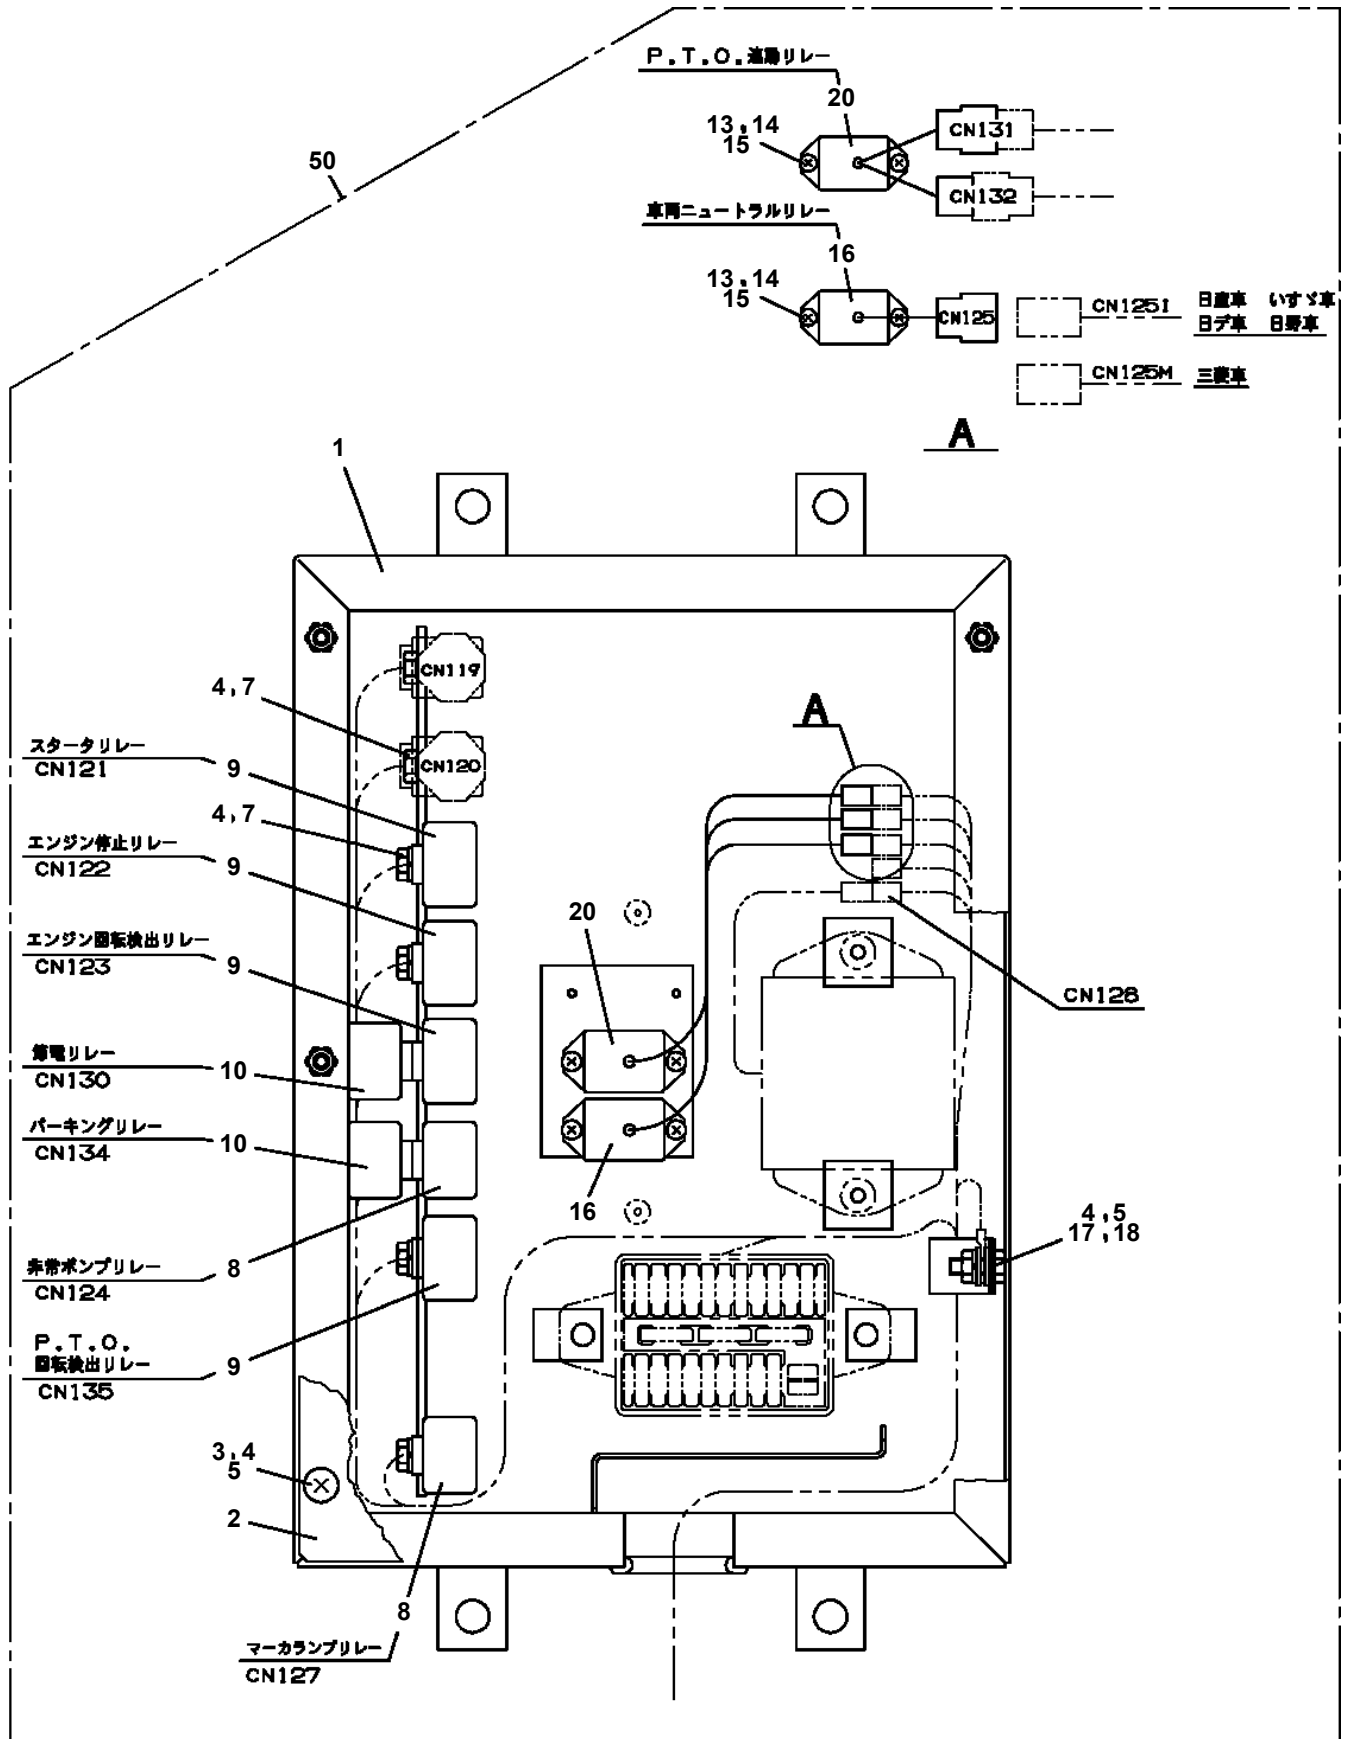 P.T.O.連動リレー
20
13,14
15
CN131
CN132
50
車両ニュートラルリレー
16
13,14
15
CN125
CN125I
日産車 いすゞ車
日デ車 日野車
CN125M
三菱車
A
1
CN119
4,7
A
スタータリレー
CN121
9
CN120
4,7
エンジン停止リレー
CN122
9
20
エンジン回転検出リレー
CN123
9
CN128
節電リレー
CN130
10
パーキングリレー
CN134
10
16
4,5
17,18
非常ポンプリレー
CN124
8
P.T.O.
回転検出リレー
CN135
9
3,4
5
2
8
マーカランプリレー
CN127